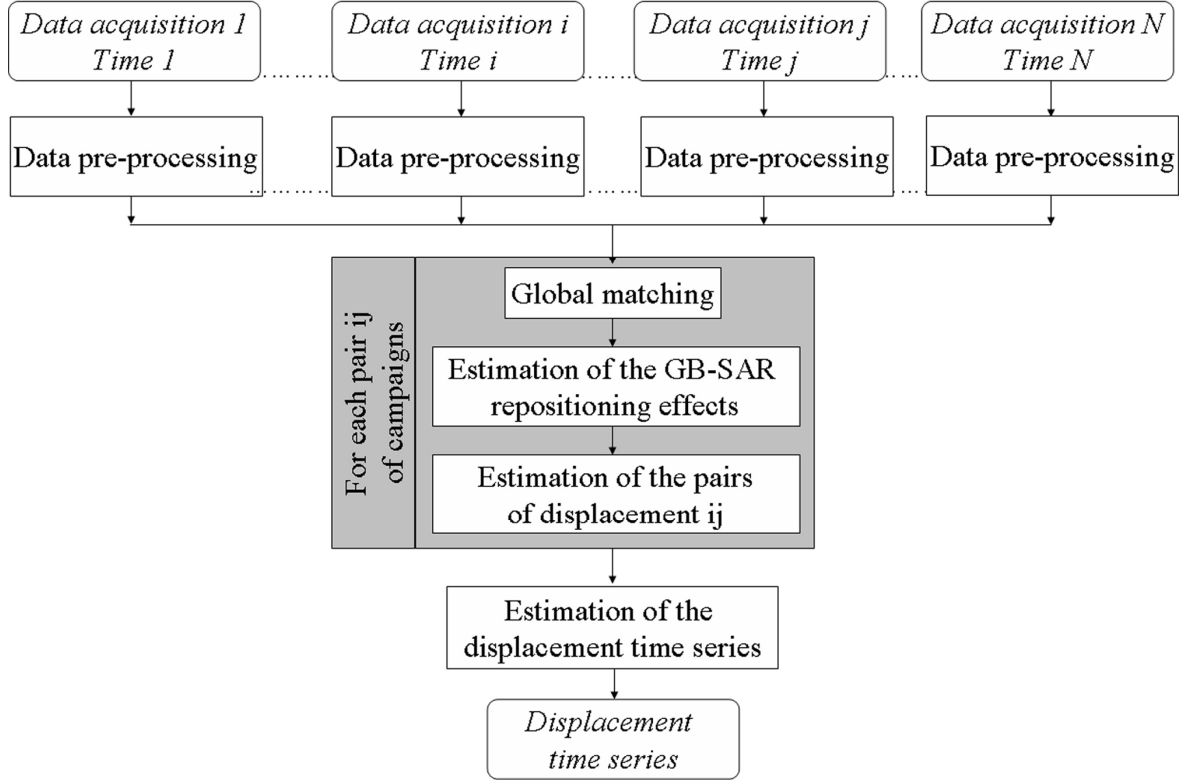 Data acquisition 1
Time 1
Data acquisition i
Time i
Data acquisition j
Time j
Data acquisition N
Time N
Data pre-processing
Data pre-processing
Data pre-processing
Data pre-processing
For each pair ij
of campaigns
Global matching
Estimation of the GB-SAR
repositioning effects
Estimation of the pairs
of displacement ij
Estimation of the
displacement time series
Displacement
time series